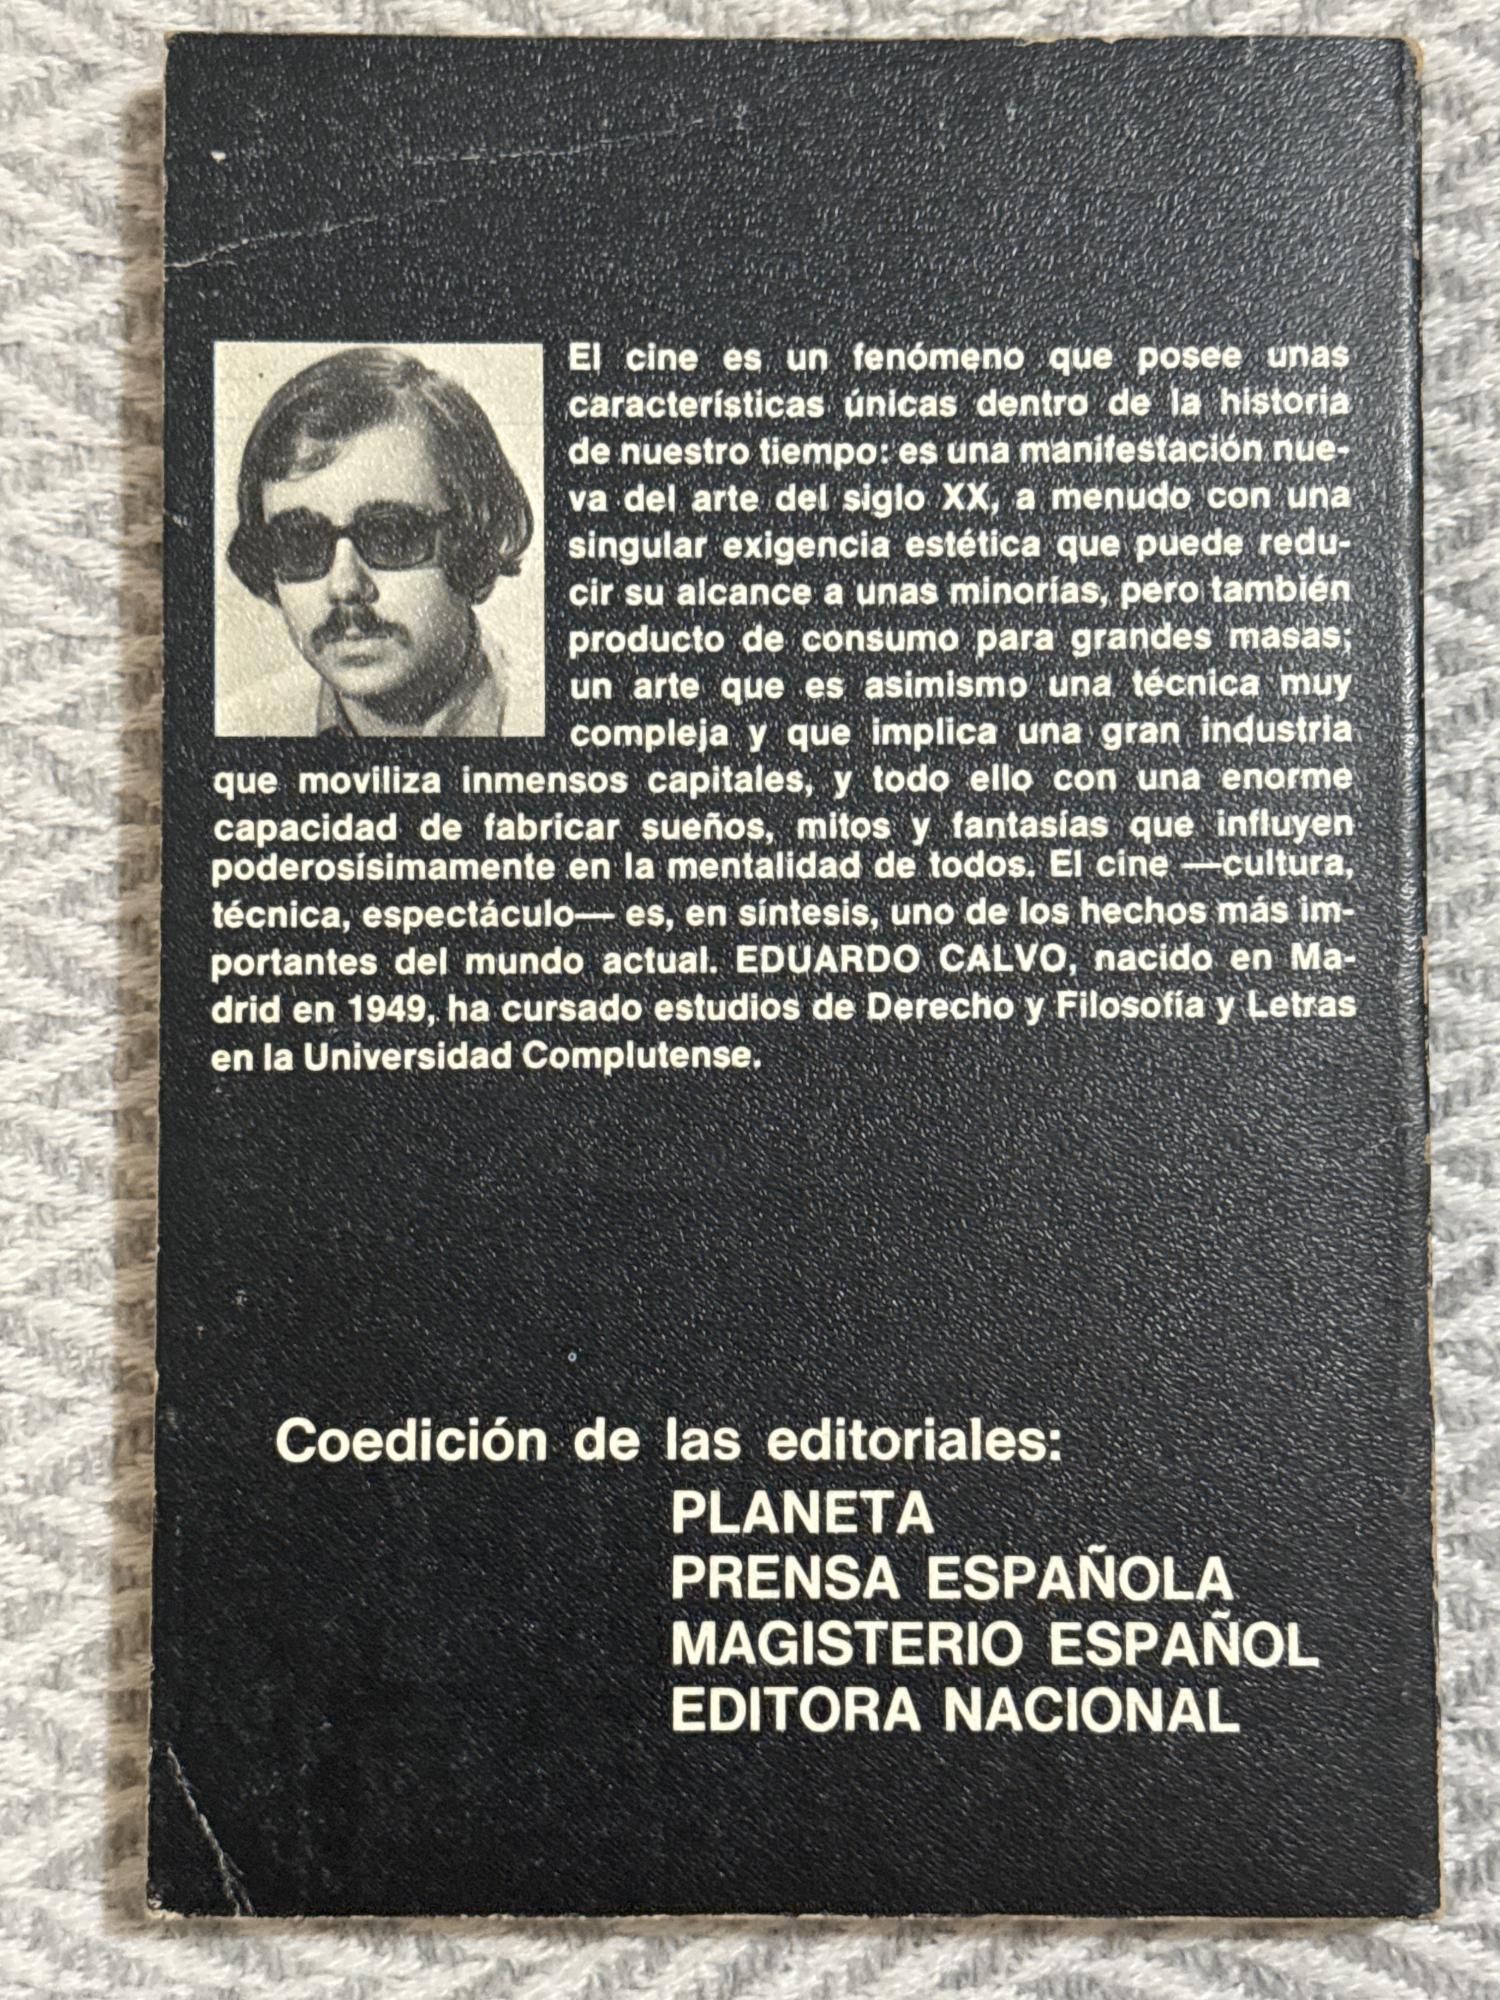 El cine es un fenómeno que posee unas
características únicas dentro de la historia
de nuestro tiempo: es una manifestación nue-
va del arte del siglo XX, a menudo con una
singular exigencia estética que puede redu-
cir su alcance a unas minorías, pero también
producto de consumo para grandes masas;
un arte que es asimismo una técnica muy
compleja y que implica una gran industria
que moviliza inmensos capitales, y todo ello con una enorme
capacidad de fabricar sueños, mitos y fantasías que influyen
poderosísimamente en la mentalidad de todos. El cine —cultura,
técnica, espectáculo— es, en síntesis, uno de los hechos más im-
portantes del mundo actual. EDUARDO CALVO, nacido en Ma-
drid en 1949, ha cursado estudios de Derecho y Filosofía y Letras
en la Universidad Complutense.
Coedición de las editoriales:
PLANETA
PRENSA ESPAÑOLA
MAGISTERIO ESPAÑOL
EDITORA NACIONAL